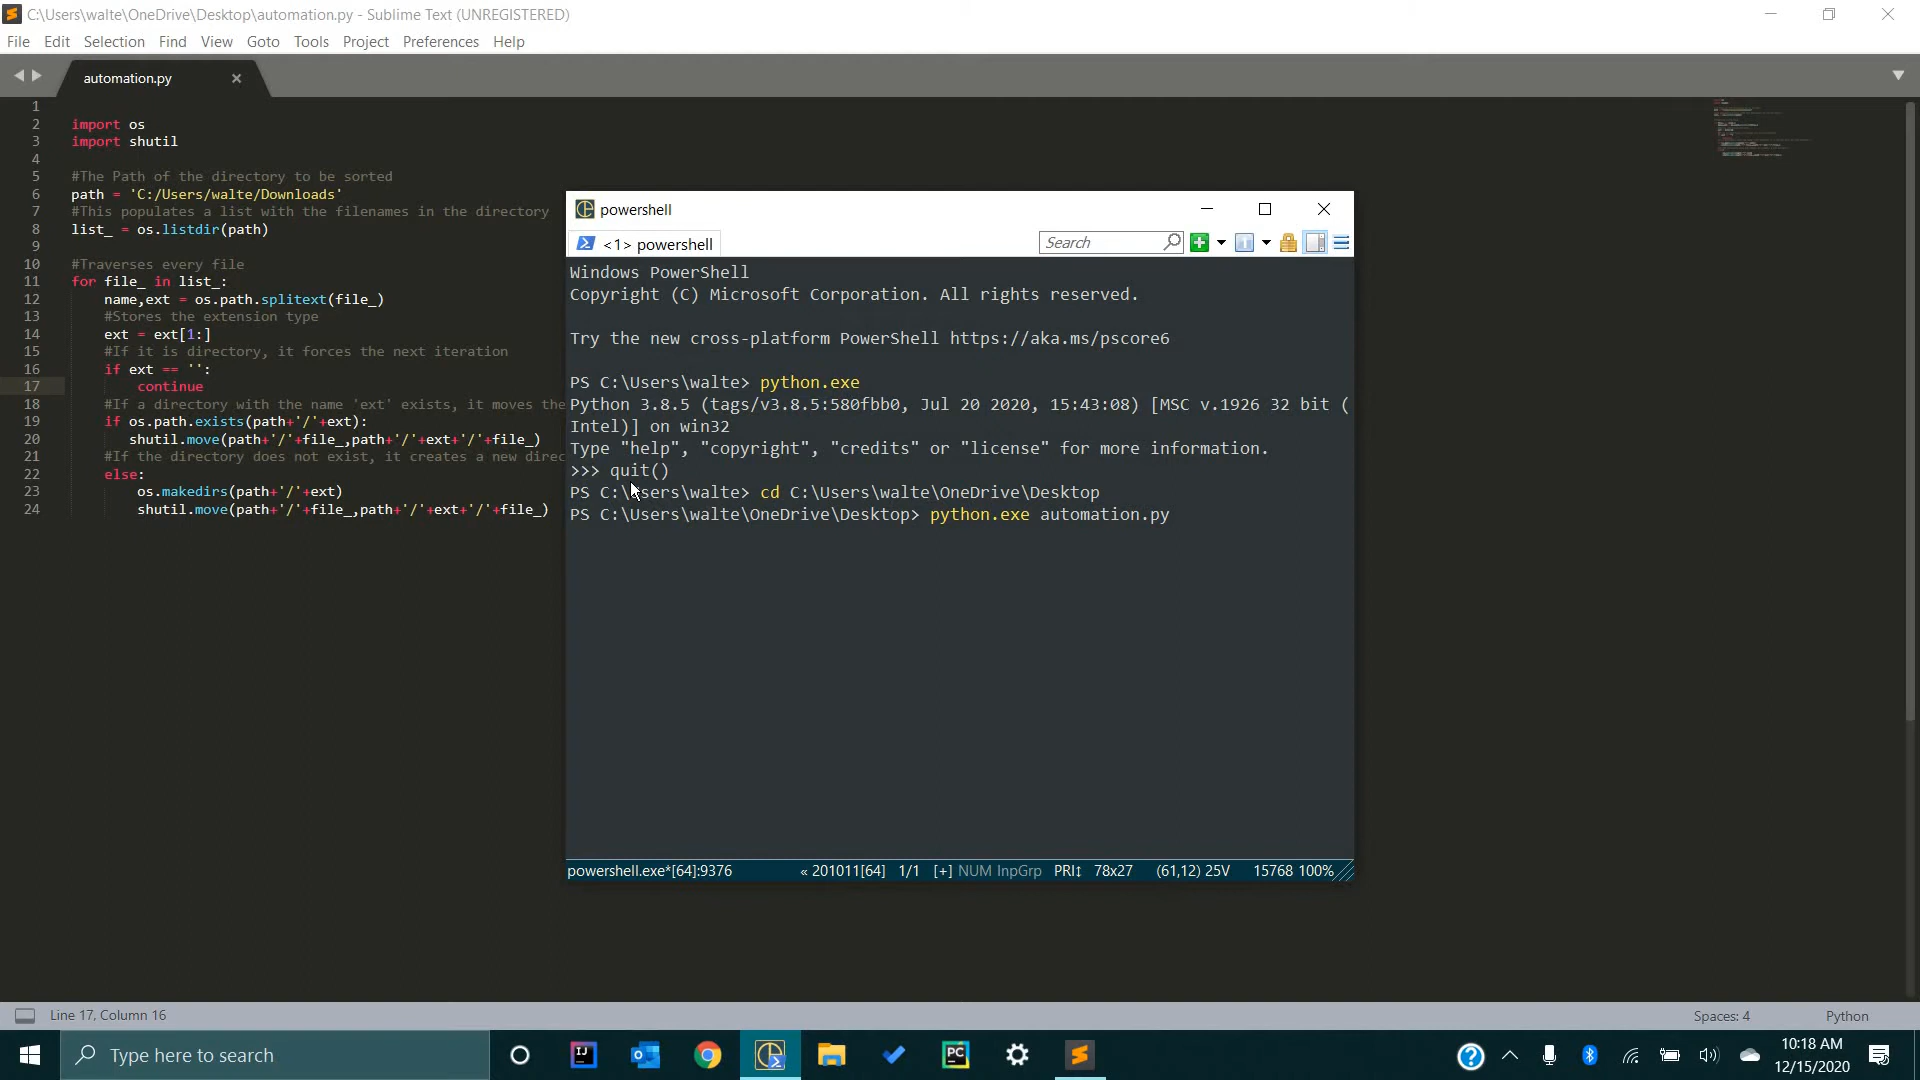 C:\Users\walte\OneDrive\Desktop\automation.py - Sublime Text (UNREGISTERED)
File Edit Selection Find View Goto Tools Project Preferences Help
automation.py
1
2 import os
3 import shutil
4
5 #The Path of the directory to be sorted
6 path = 'C:/Users/walte/Downloads'
7 #This populates a list with the filenames in the directory
8 list_ = os.listdir(path)
9
10 #Traverses every file
11 for file_ in list_:
12 name,ext = os.path.splitext(file_)
13 #Stores the extension type
14 ext = ext[1:]
15 #If it is directory, it forces the next iteration
16 if ext == '':
17 continue
18 #If a directory with the name 'ext' exists, it moves the
19 if os.path.exists(path+'/'+ext):
20 shutil.move(path+'/'+file_,path+'/'+ext+'/'+file_)
21 #If the directory does not exist, it creates a new direc
22 else:
23 os.makedirs(path+'/'+ext)
24 shutil.move(path+'/'+file_,path+'/'+ext+'/'+file_)
powershell
<1> powershell
Search
Windows PowerShell
Copyright (C) Microsoft Corporation. All rights reserved.
Try the new cross-platform PowerShell https://aka.ms/pscore6
PS C:\Users\walte> python.exe
Python 3.8.5 (tags/v3.8.5:580fbb0, Jul 20 2020, 15:43:08) [MSC v.1926 32 bit (
Intel)] on win32
Type "help", "copyright", "credits" or "license" for more information.
>>> quit()
PS C:\Users\walte> cd C:\Users\walte\OneDrive\Desktop
PS C:\Users\walte\OneDrive\Desktop> python.exe automation.py
powershell.exe*[64]:9376 « 201011[64] 1/1 [+] NUM InpGrp PRI↕ 78x27 (61,12) 25V 15768 100%
Line 17, Column 16
Spaces: 4
Python
Type here to search
10:18 AM
12/15/2020